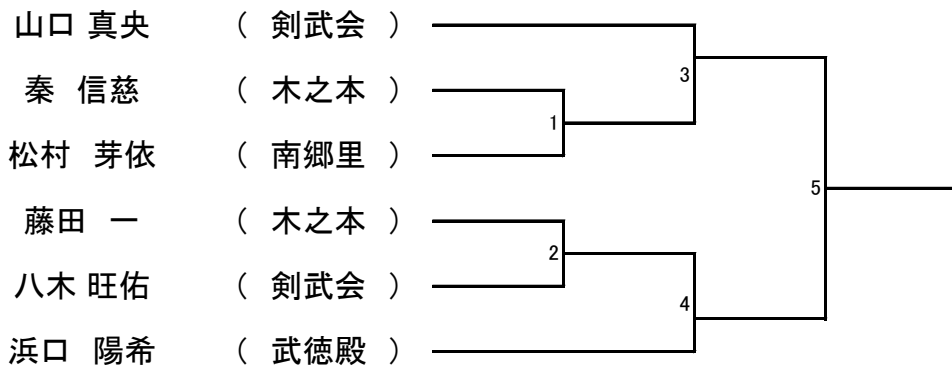 山口 真央 ( 剣武会 )
3
秦 信慈 ( 木之本 )
1
松村 芽依 ( 南郷里 )
5
藤田 一 ( 木之本 )
2
八木 旺佑 ( 剣武会 )
4
浜口 陽希 ( 武徳殿 )